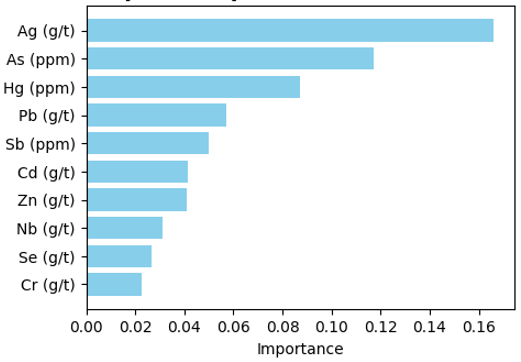 Ag (g/t)
As (ppm)
Hg (ppm)
Pb (g/t)
Sb (ppm)
Cd (g/t)
Zn (g/t)
Nb (g/t)
Se (g/t)
Cr (g/t)
0.00 0.02 0.04 0.06 0.08 0.10 0.12 0.14 0.16
Importance